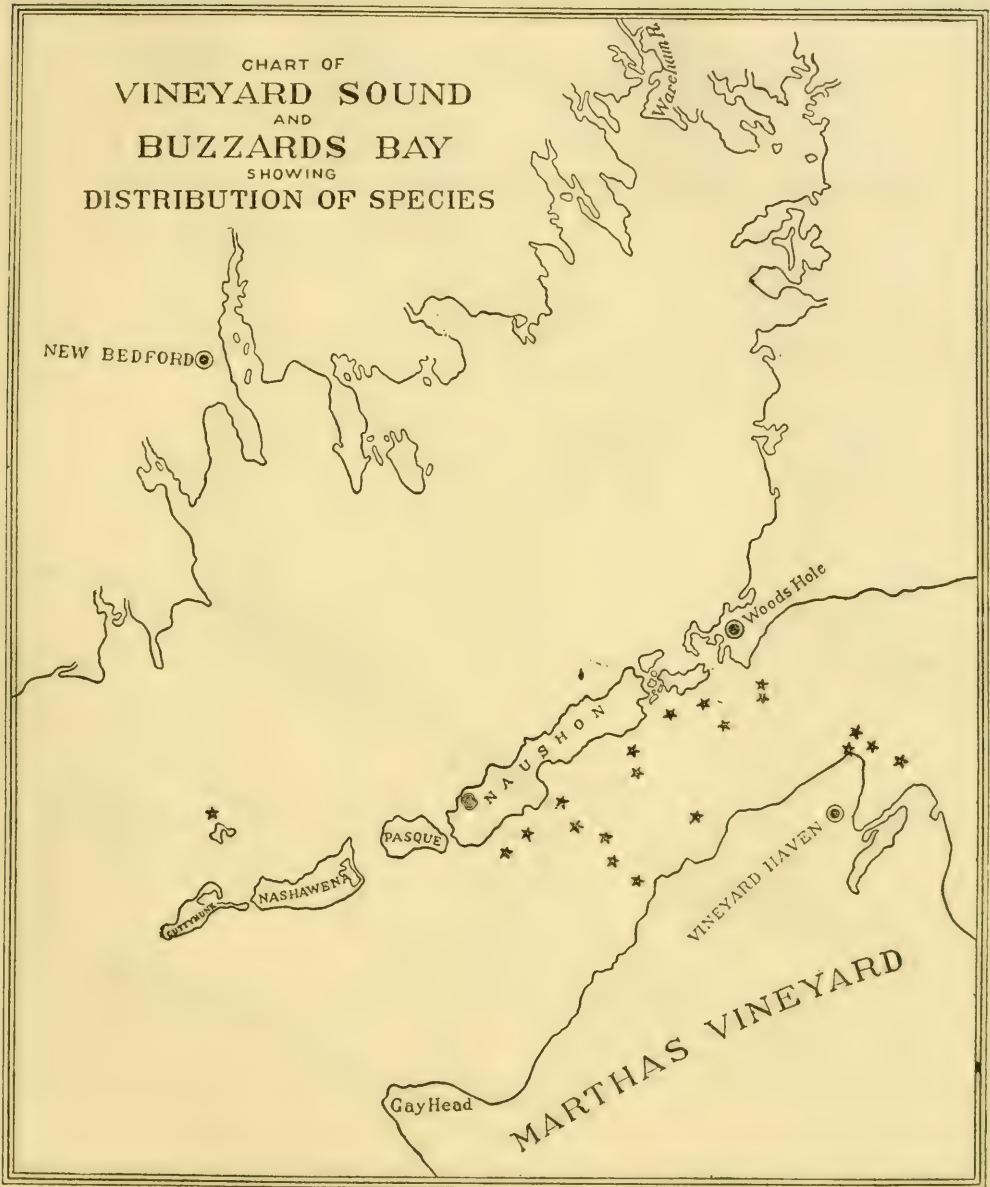 CHART OF
VINEYARD SOUND
AND
BUZZARDS BAY
SHOWING
DISTRIBUTION OF SPECIES
Wareham R.
NEW BEDFORD
Woods Hole
NAUSHON
PASQUE
NASHAWENA
CUTTYHUNK
VINEYARD HAVEN
MARTHAS VINEYARD
Gay Head